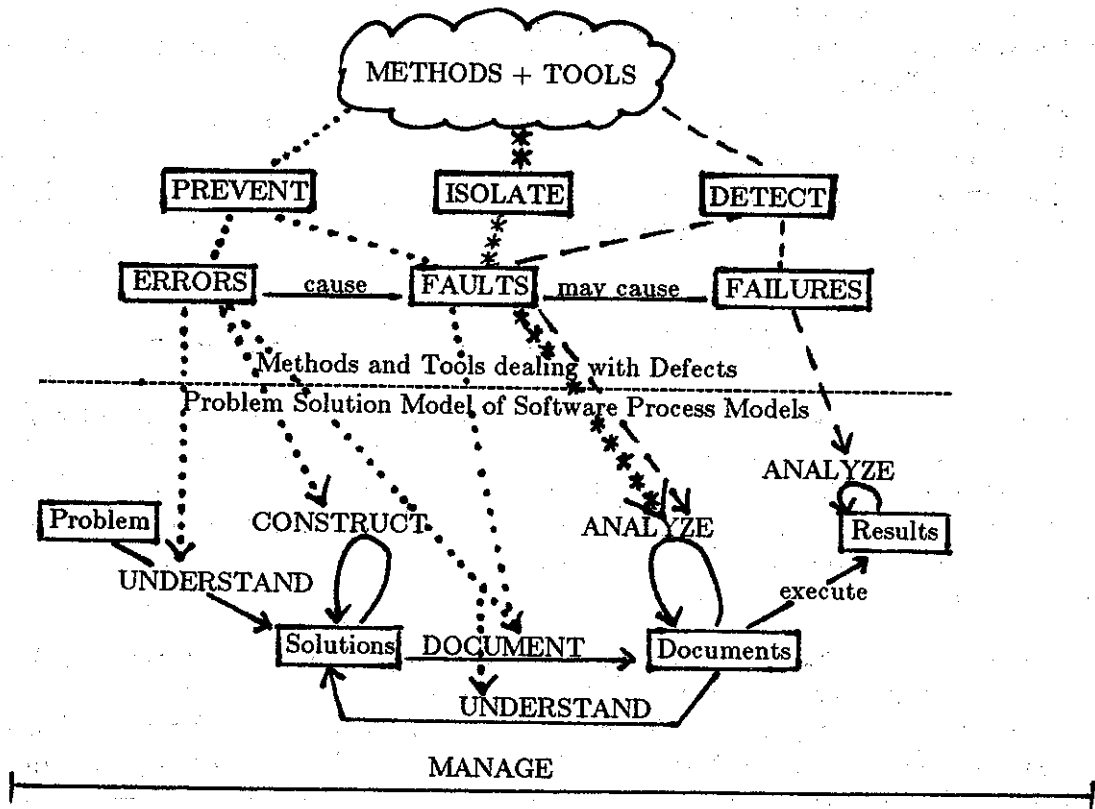 METHODS + TOOLS
PREVENT
ISOLATE
DETECT
ERRORS
cause
FAULTS
may cause
FAILURES
Methods and Tools dealing with Defects
Problem Solution Model of Software Process Models
ANALYZE
Problem
CONSTRUCT
ANALYZE
Results
UNDERSTAND
execute
Solutions
DOCUMENT
Documents
UNDERSTAND
MANAGE